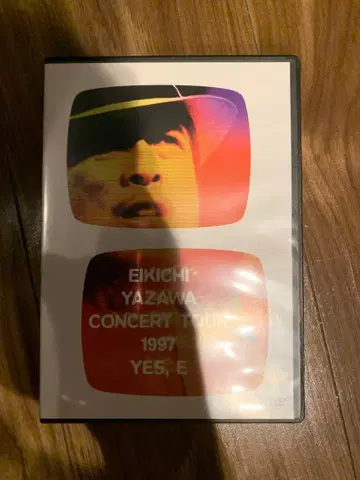 EIKICHI
YAZAWA
CONCERT TOUR
1997
YES, E